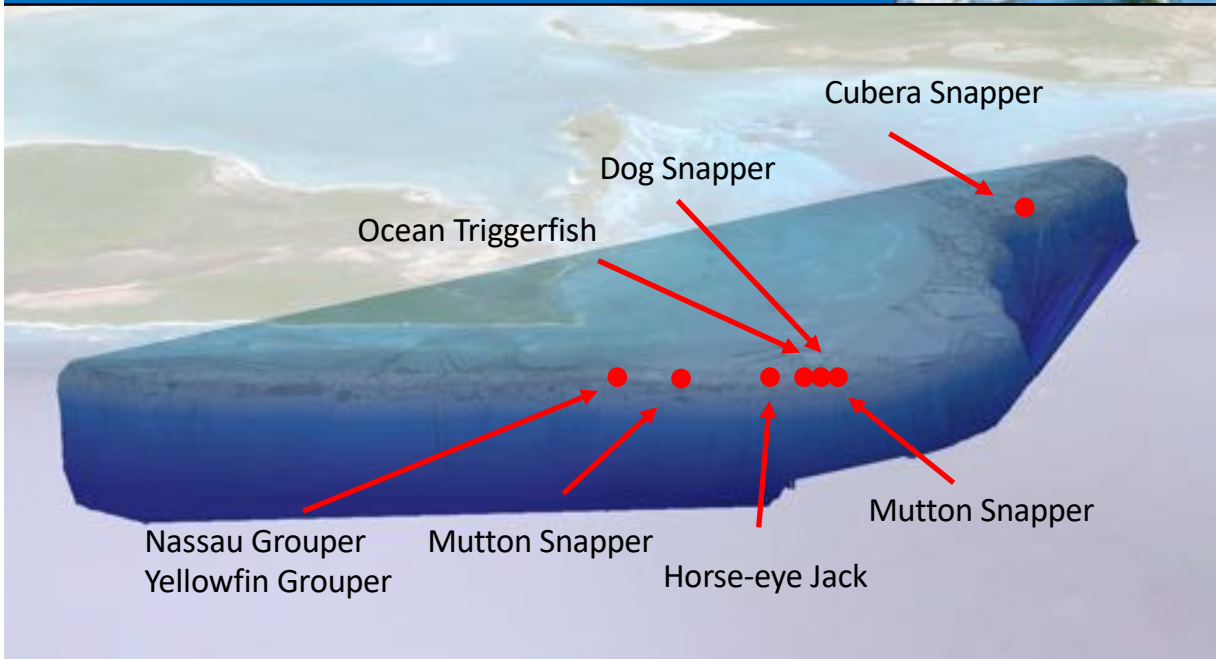 Cubera Snapper
Dog Snapper
Ocean Triggerfish
Nassau Grouper
Yellowfin Grouper
Mutton Snapper
Horse-eye Jack
Mutton Snapper